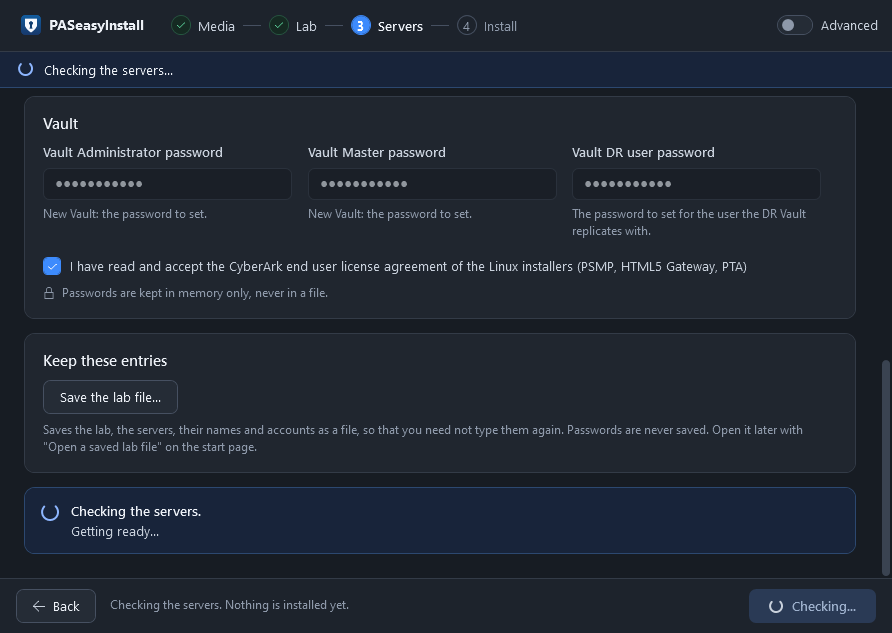 PASeasyInstall
Media
Lab
3 Servers
4 Install
Advanced
Checking the servers...
Vault
Vault Administrator password
Vault Master password
Vault DR user password
•••••••••••
•••••••••••
•••••••••••
New Vault: the password to set.
New Vault: the password to set.
The password to set for the user the DR Vault
replicates with.
I have read and accept the CyberArk end user license agreement of the Linux installers (PSMP, HTML5 Gateway, PTA)
Passwords are kept in memory only, never in a file.
Keep these entries
Save the lab file...
Saves the lab, the servers, their names and accounts as a file, so that you need not type them again. Passwords are never saved. Open it later with
"Open a saved lab file" on the start page.
Checking the servers.
Getting ready...
Back
Checking the servers. Nothing is installed yet.
Checking...